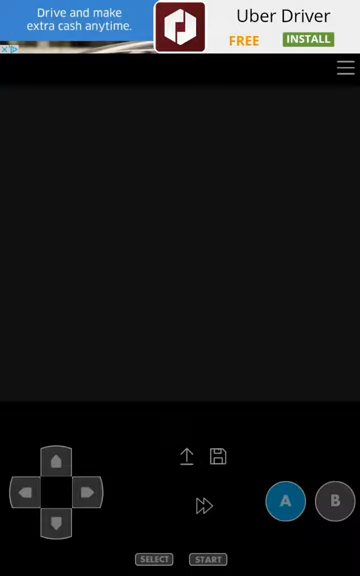 Drive and make
extra cash anytime.
Uber Driver
FREE
INSTALL
A
B
SELECT
START